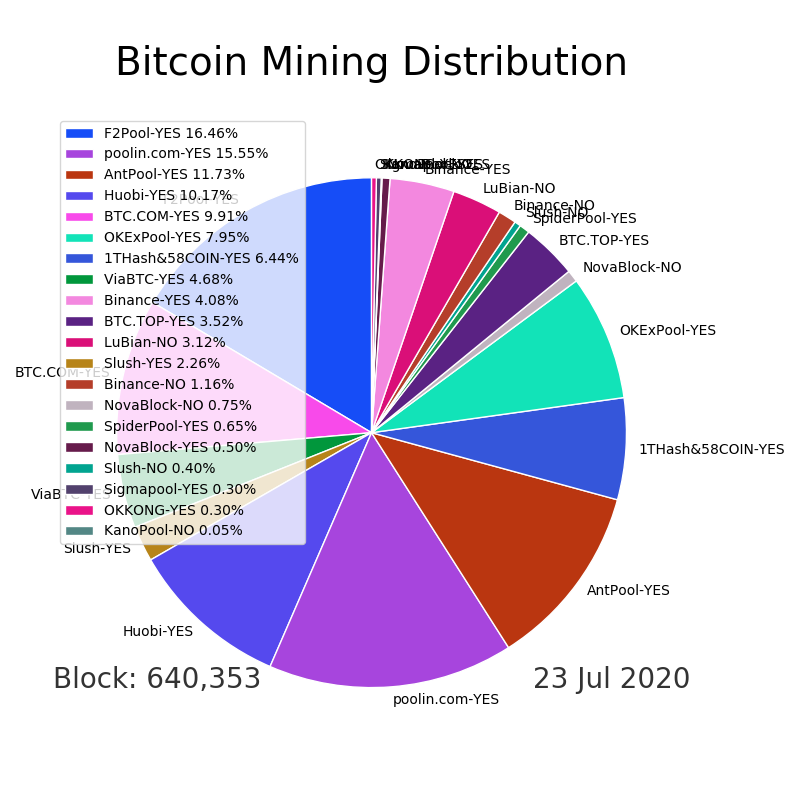 Bitcoin Mining Distribution
F2Pool-YES 16.46%
poolin.com-YES 15.55%
AntPool-YES 11.73%
Huobi-YES 10.17%
BTC.COM-YES 9.91%
OKExPool-YES 7.95%
1THash&58COIN-YES 6.44%
ViaBTC-YES 4.68%
Binance-YES 4.08%
BTC.TOP-YES 3.52%
LuBian-NO 3.12%
Slush-YES 2.26%
Binance-NO 1.16%
NovaBlock-NO 0.75%
SpiderPool-YES 0.65%
NovaBlock-YES 0.50%
Slush-NO 0.40%
Sigmapool-YES 0.30%
OKKONG-YES 0.30%
KanoPool-NO 0.05%
Binance-YES
LuBian-NO
Binance-NO
Slush-NO
SpiderPool-YES
BTC.TOP-YES
NovaBlock-NO
OKExPool-YES
1THash&58COIN-YES
AntPool-YES
poolin.com-YES
Huobi-YES
Slush-YES
ViaBTC-YES
BTC.COM-YES
F2Pool-YES
Block: 640,353
23 Jul 2020